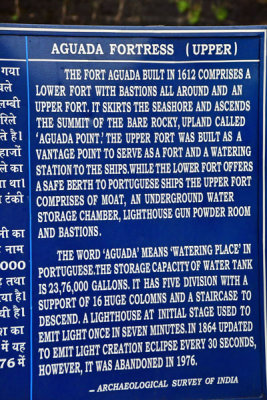 AGUADA FORTRESS (UPPER)
THE FORT AGUADA BUILT IN 1612 COMPRISES A
LOWER FORT WITH BASTIONS ALL AROUND AND AN
UPPER FORT. IT SKIRTS THE SEASHORE AND ASCENDS
THE SUMMIT OF THE BARE ROCKY, UPLAND CALLED
'AGUADA POINT.' THE UPPER FORT WAS BUILT AS A
VANTAGE POINT TO SERVE AS A FORT AND A WATERING
STATION TO THE SHIPS.WHILE THE LOWER FORT OFFERS
A SAFE BERTH TO PORTUGUESE SHIPS THE UPPER FORT
COMPRISES OF MOAT, AN UNDERGROUND WATER
STORAGE CHAMBER, LIGHTHOUSE GUN POWDER ROOM
AND BASTIONS.
THE WORD 'AGUADA' MEANS 'WATERING PLACE' IN
PORTUGUESE.THE STORAGE CAPACITY OF WATER TANK
IS 23,76,000 GALLONS. IT HAS FIVE DIVISION WITH A
SUPPORT OF 16 HUGE COLOMNS AND A STAIRCASE TO
DESCEND. A LIGHTHOUSE AT INITIAL STAGE USED TO
EMIT LIGHT ONCE IN SEVEN MINUTES.IN 1864 UPDATED
TO EMIT LIGHT CREATION ECLIPSE EVERY 30 SECONDS,
HOWEVER, IT WAS ABANDONED IN 1976.
– ARCHAEOLOGICAL SURVEY OF INDIA